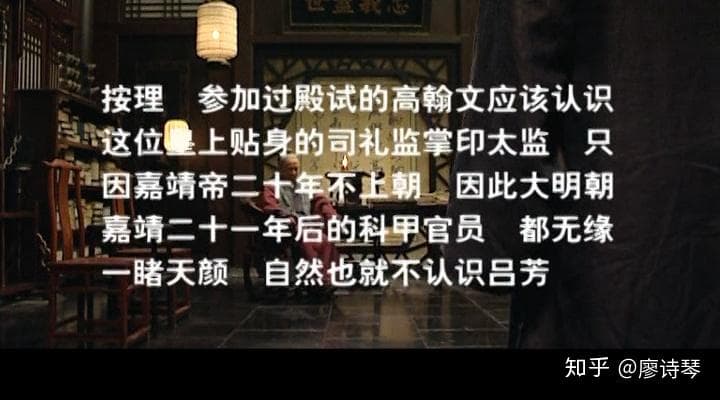 按理　参加过殿试的高翰文应该认识
这位皇上贴身的司礼监掌印太监　只
因嘉靖帝二十年不上朝　因此大明朝
嘉靖二十一年后的科甲官员　都无缘
一睹天颜　自然也就不认识吕芳
知乎 @廖诗琴